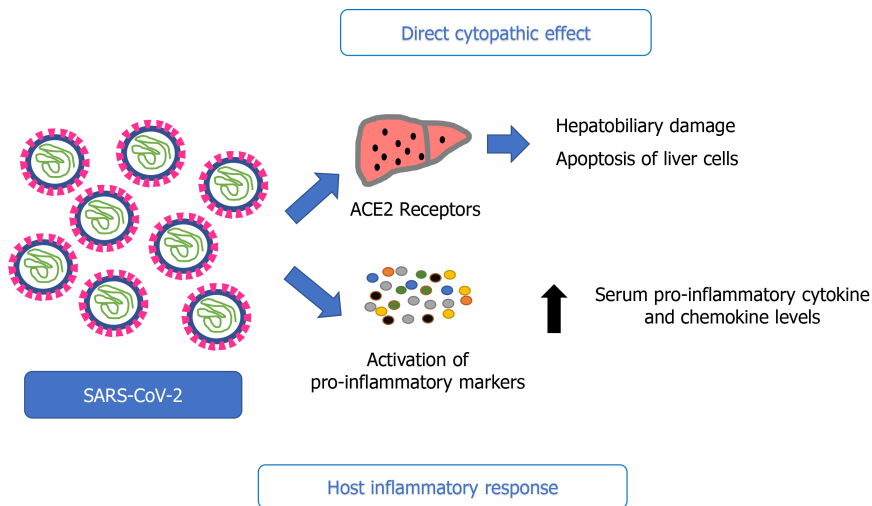 Direct cytopathic effect
Hepatobiliary damage
Apoptosis of liver cells
ACE2 Receptors
Serum pro-inflammatory cytokine
and chemokine levels
Activation of
pro-inflammatory markers
SARS-CoV-2
Host inflammatory response